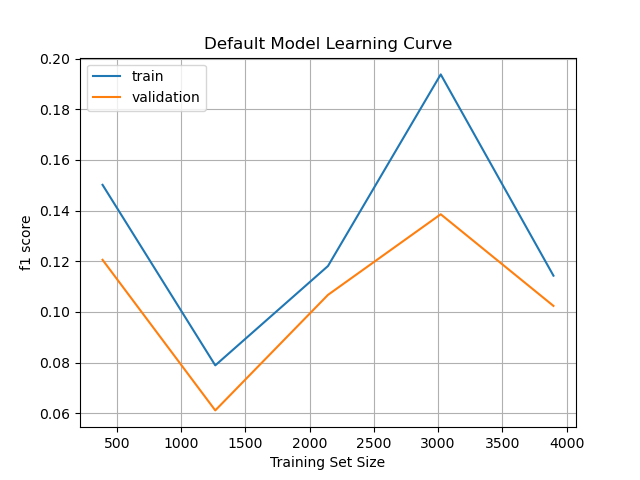 Default Model Learning Curve
train
validation
0.20
0.18
0.16
0.14
0.12
0.10
0.08
0.06
f1 score
500 1000 1500 2000 2500 3000 3500 4000
Training Set Size